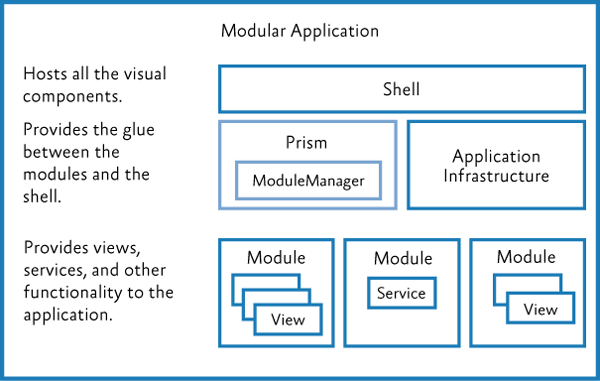 Modular Application
Hosts all the visual
components.
Shell
Provides the glue
between the
modules and the
shell.
Prism
ModuleManager
Application
Infrastructure
Provides views,
services, and other
functionality to the
application.
Module
View
Module
Service
Module
View